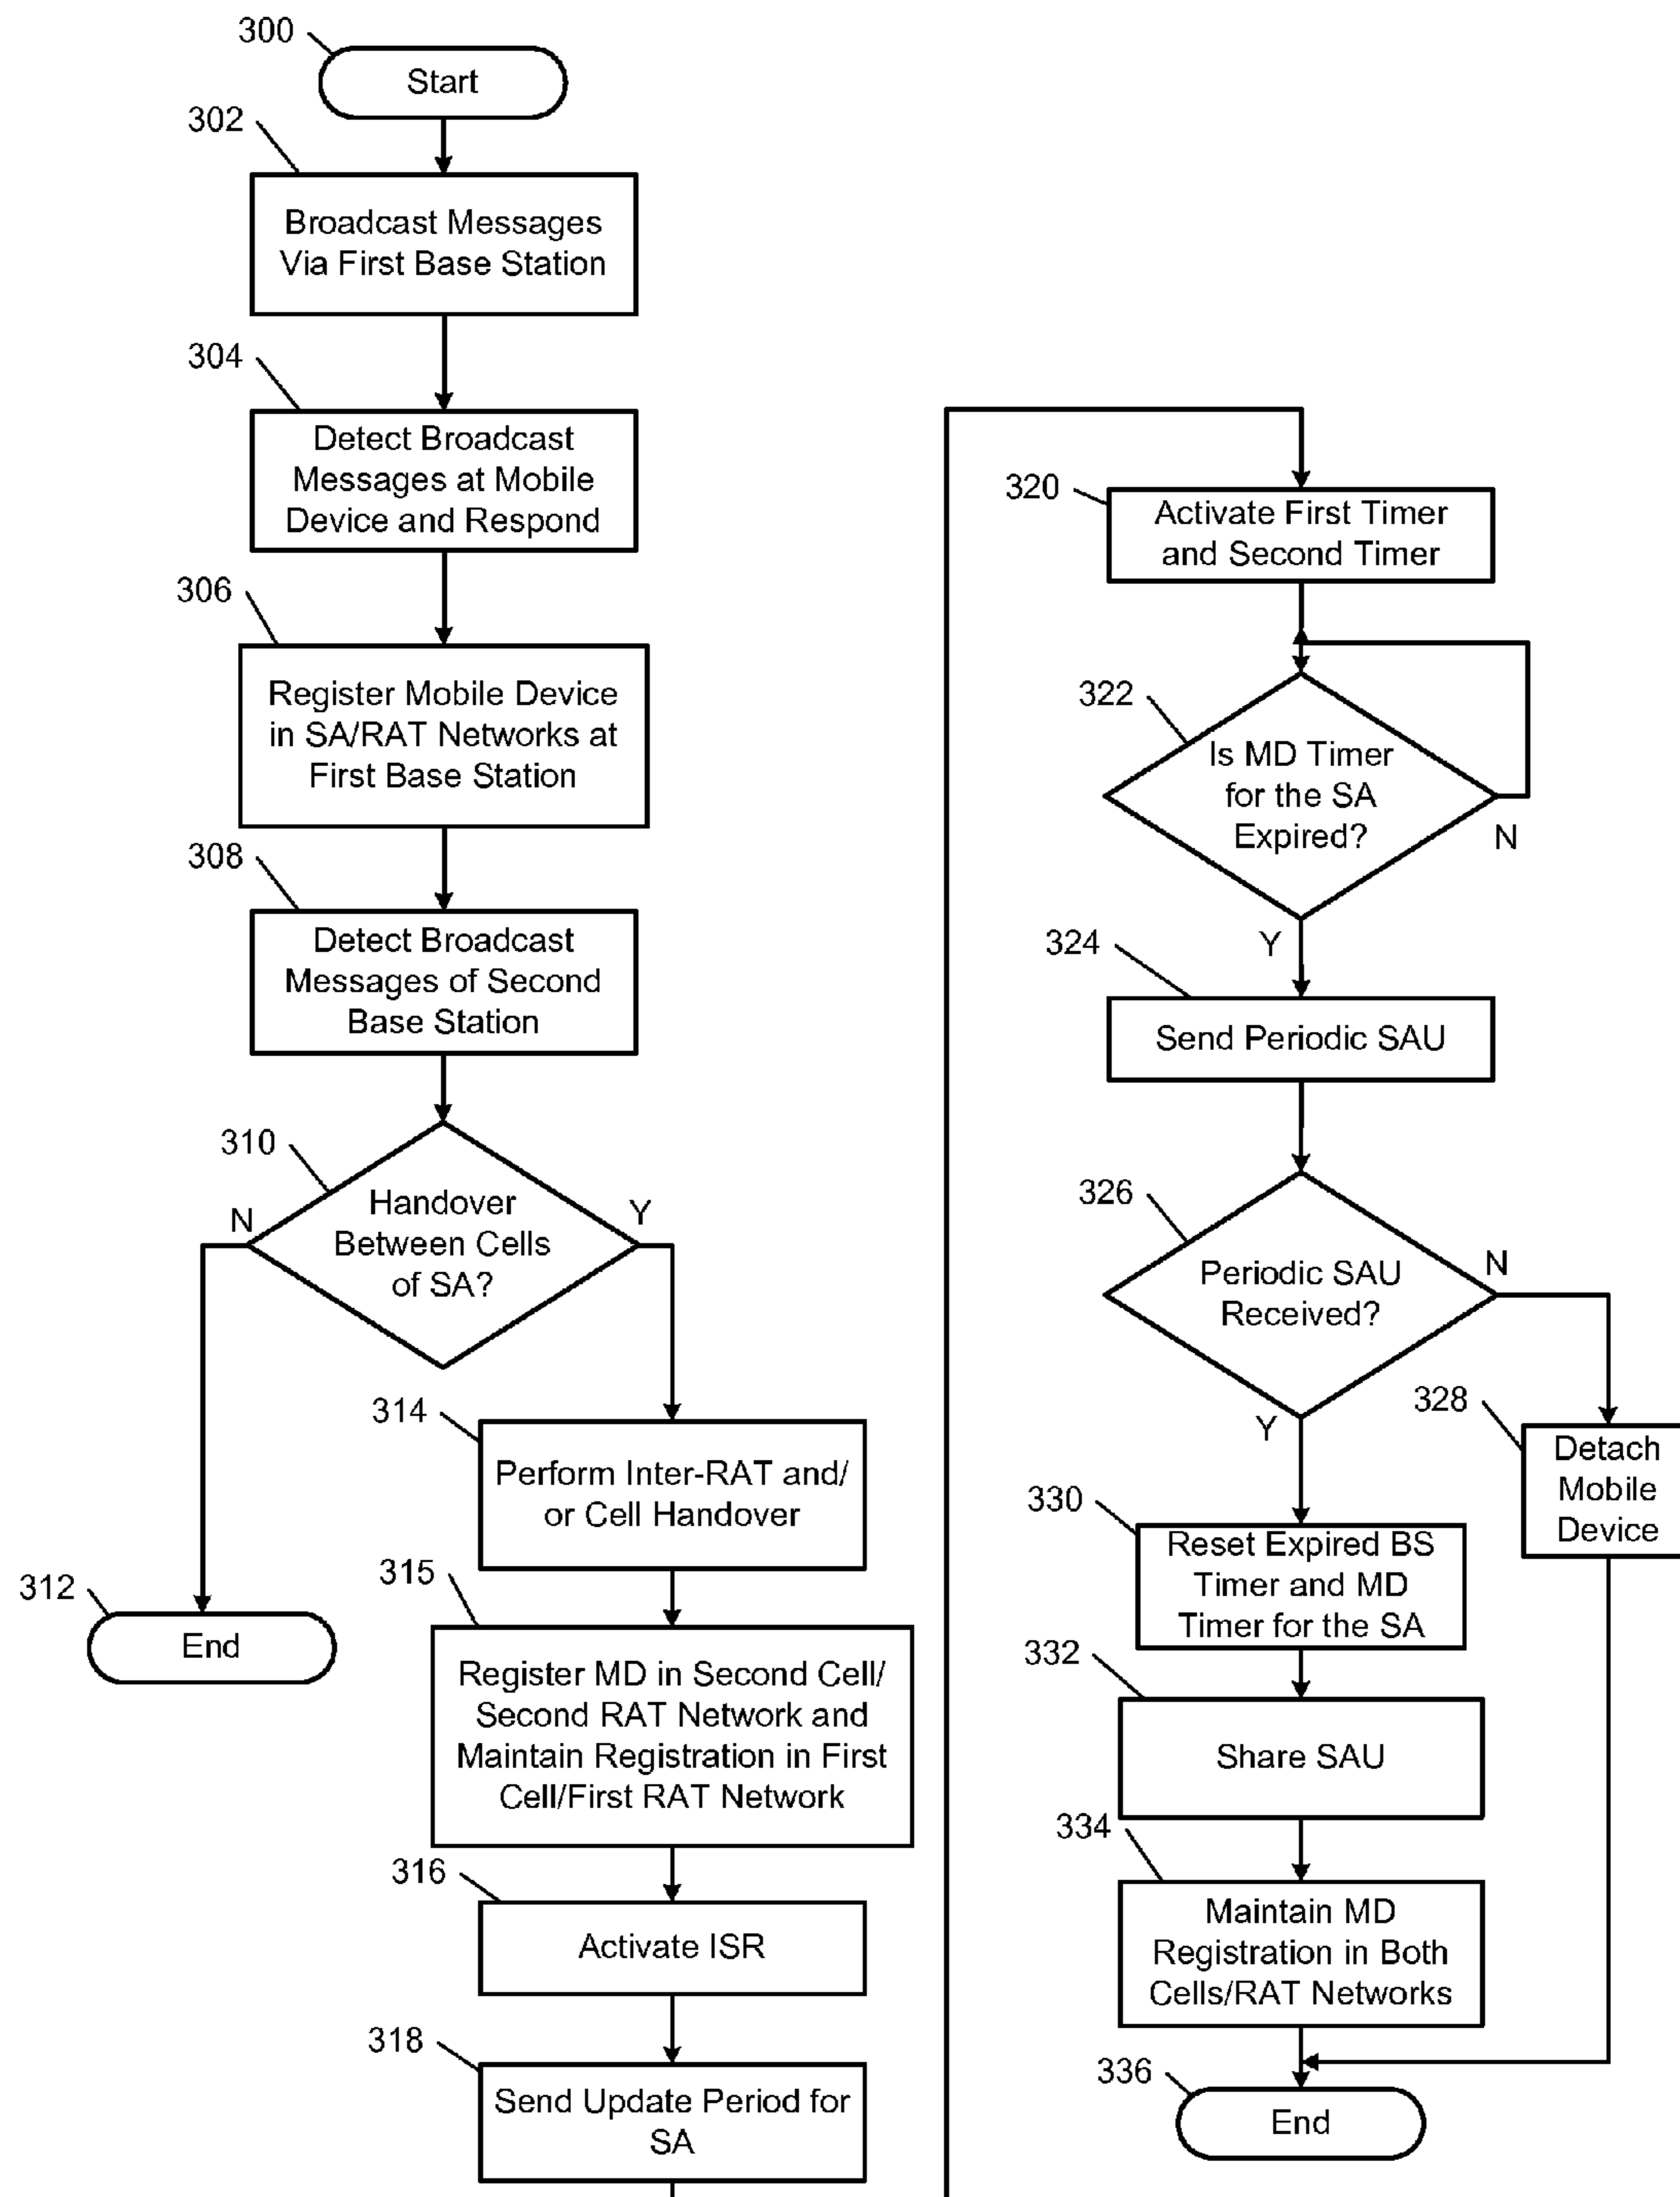 300
Start
302
Broadcast Messages
Via First Base Station
304
Detect Broadcast
Messages at Mobile
Device and Respond
306
Register Mobile Device
in SA/RAT Networks at
First Base Station
308
Detect Broadcast
Messages of Second
Base Station
310
Handover
Between Cells
of SA?
N
Y
312
End
314
Perform Inter-RAT and/
or Cell Handover
315
Register MD in Second Cell/
Second RAT Network and
Maintain Registration in First
Cell/First RAT Network
316
Activate ISR
318
Send Update Period for
SA
320
Activate First Timer
and Second Timer
322
Is MD Timer
for the SA
Expired?
N
Y
324
Send Periodic SAU
326
Periodic SAU
Received?
N
Y
328
Detach
Mobile
Device
330
Reset Expired BS
Timer and MD
Timer for the SA
332
Share SAU
334
Maintain MD
Registration in Both
Cells/RAT Networks
336
End